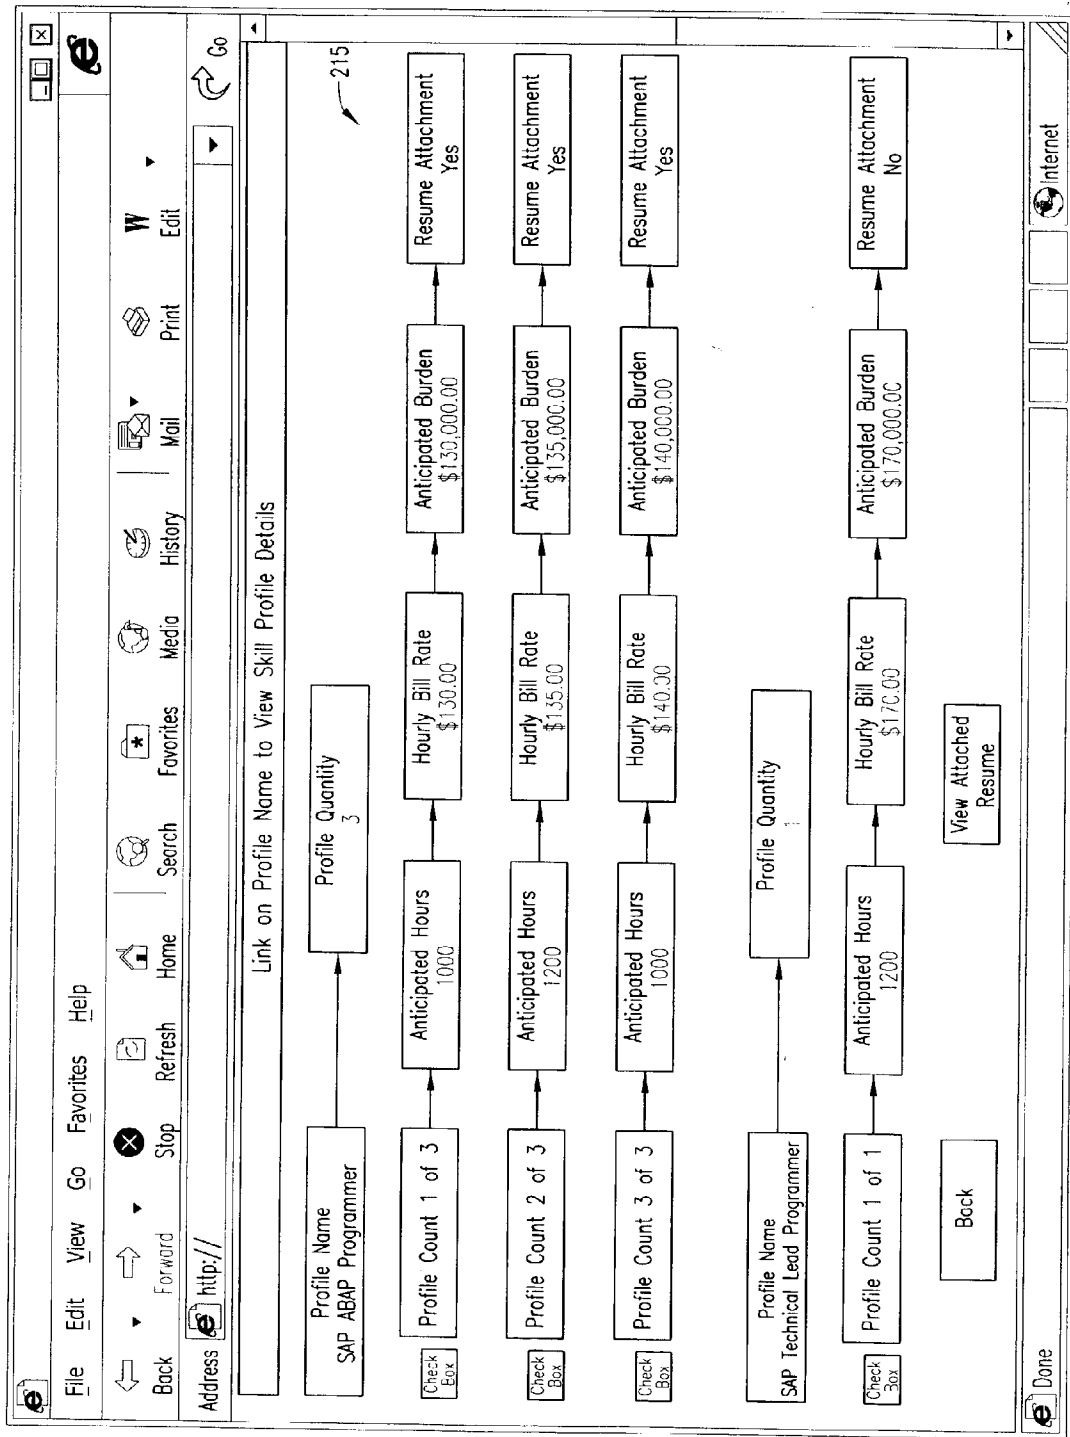 File Edit View Go Favorites Help
Back Forward Stop Refresh Home Search Favorites Media History Mail Print Edit
Address http:// Go
Link on Profile Name to View Skill Profile Details
215
Profile Name
SAP ABAP Programmer
Profile Quantity
3
Check
Box
Profile Count 1 of 3
Anticipated Hours
1000
Hourly Bill Rate
$130.00
Anticipated Burden
$130,000.00
Resume Attachment
Yes
Check
Box
Profile Count 2 of 3
Anticipated Hours
1200
Hourly Bill Rate
$135.00
Anticipated Burden
$135,000.00
Resume Attachment
Yes
Check
Box
Profile Count 3 of 3
Anticipated Hours
1000
Hourly Bill Rate
$140.00
Anticipated Burden
$140,000.00
Resume Attachment
Yes
Profile Name
SAP Technical Lead Programmer
Profile Quantity
1
Check
Box
Profile Count 1 of 1
Anticipated Hours
1200
Hourly Bill Rate
$170.00
Anticipated Burden
$170,000.00
Resume Attachment
No
Back
View Attached
Resume
Done
Internet